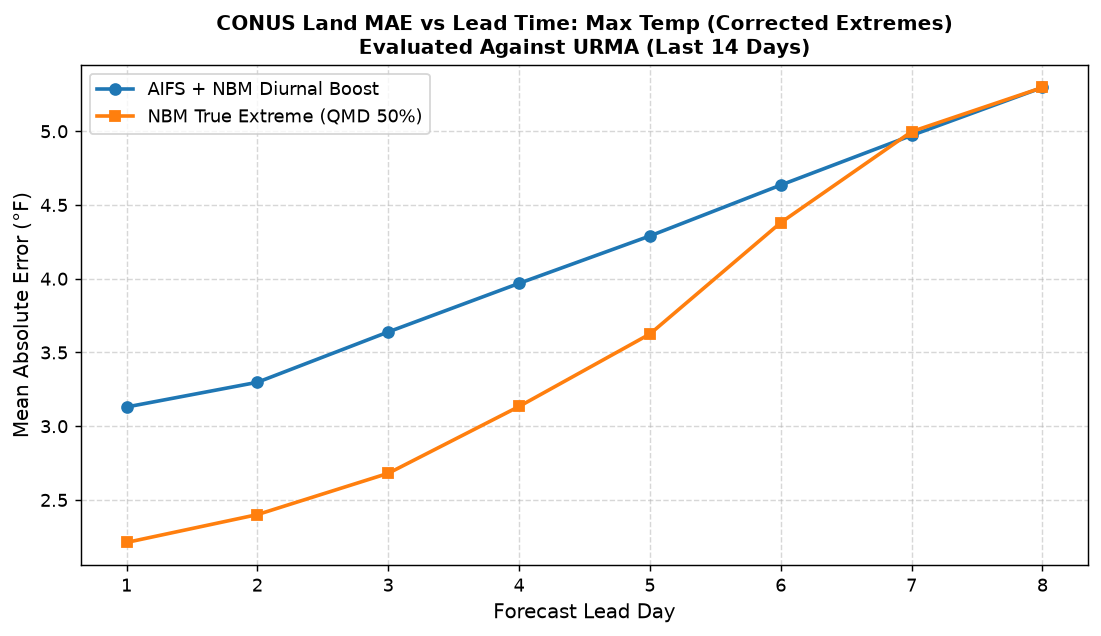 CONUS Land MAE vs Lead Time: Max Temp (Corrected Extremes)
Evaluated Against URMA (Last 14 Days)
AIFS + NBM Diurnal Boost
NBM True Extreme (QMD 50%)
Mean Absolute Error (°F)
5.0
4.5
4.0
3.5
3.0
2.5
1 2 3 4 5 6 7 8
Forecast Lead Day